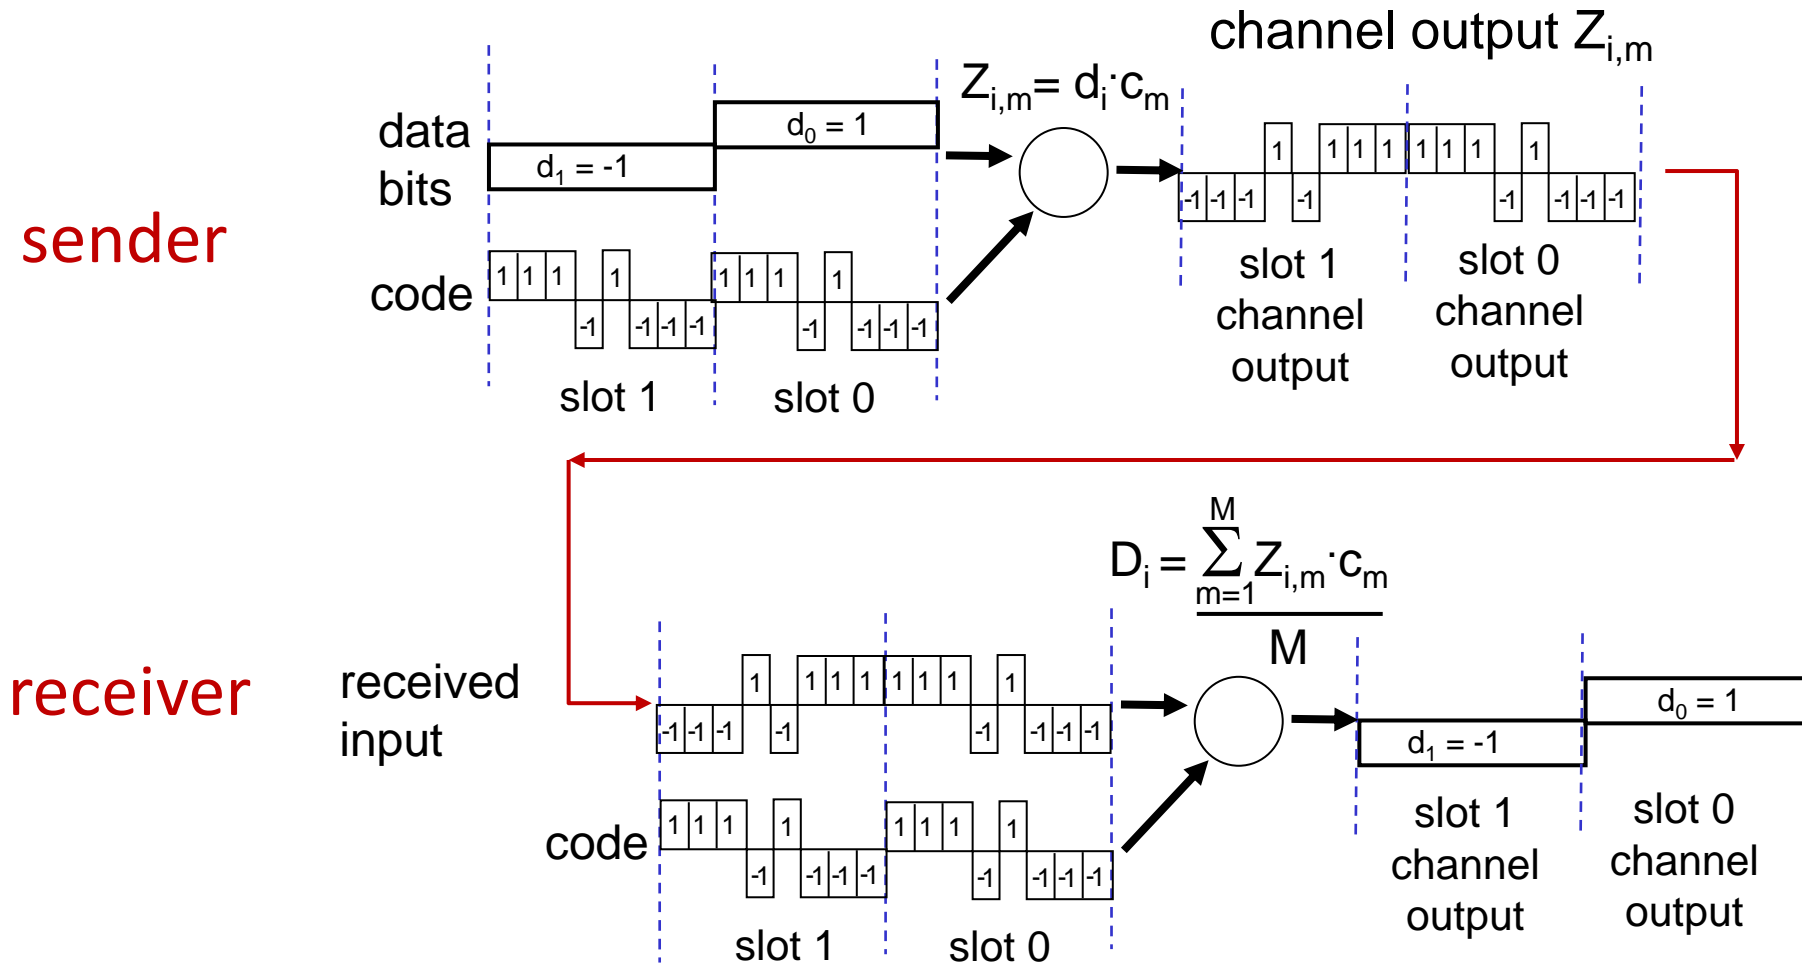 channel output Z_{i,m}
Z_{i,m}= d_i·c_m
data
bits
d_0 = 1
d_1 = -1
1 1 1 -1 1 -1 -1 -1 1 1 1 -1 1 -1 -1 -1
code
-1 -1 -1 1 -1 1 1 1 1 1 1 -1 1 -1 -1 -1
sender
slot 1
slot 0
slot 1
channel
output
slot 0
channel
output
D_i = \sum_{m=1}^{M} Z_{i,m}·c_m
M
receiver
received
input
-1 -1 -1 1 -1 1 1 1 1 1 1 -1 1 -1 -1 -1
code
1 1 1 -1 1 -1 -1 -1 1 1 1 -1 1 -1 -1 -1
slot 1
slot 0
d_0 = 1
d_1 = -1
slot 1
channel
output
slot 0
channel
output